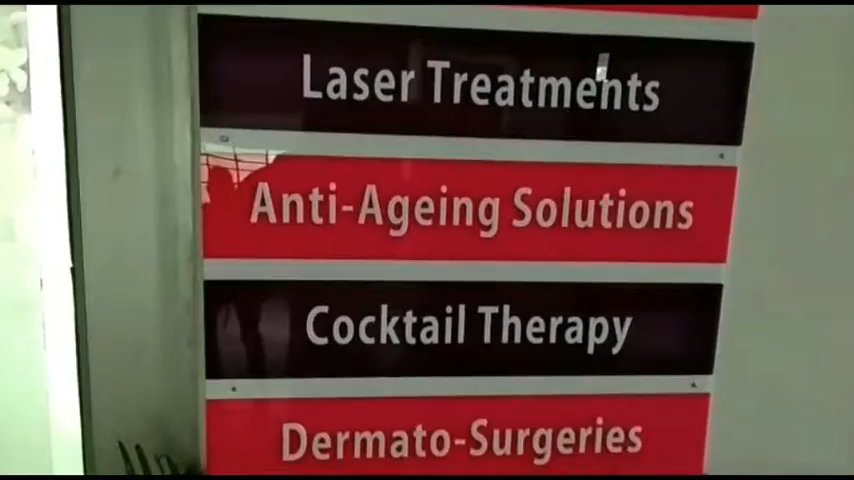 Laser Treatments
Anti-Ageing Solutions
Cocktail Therapy
Dermato-Surgeries